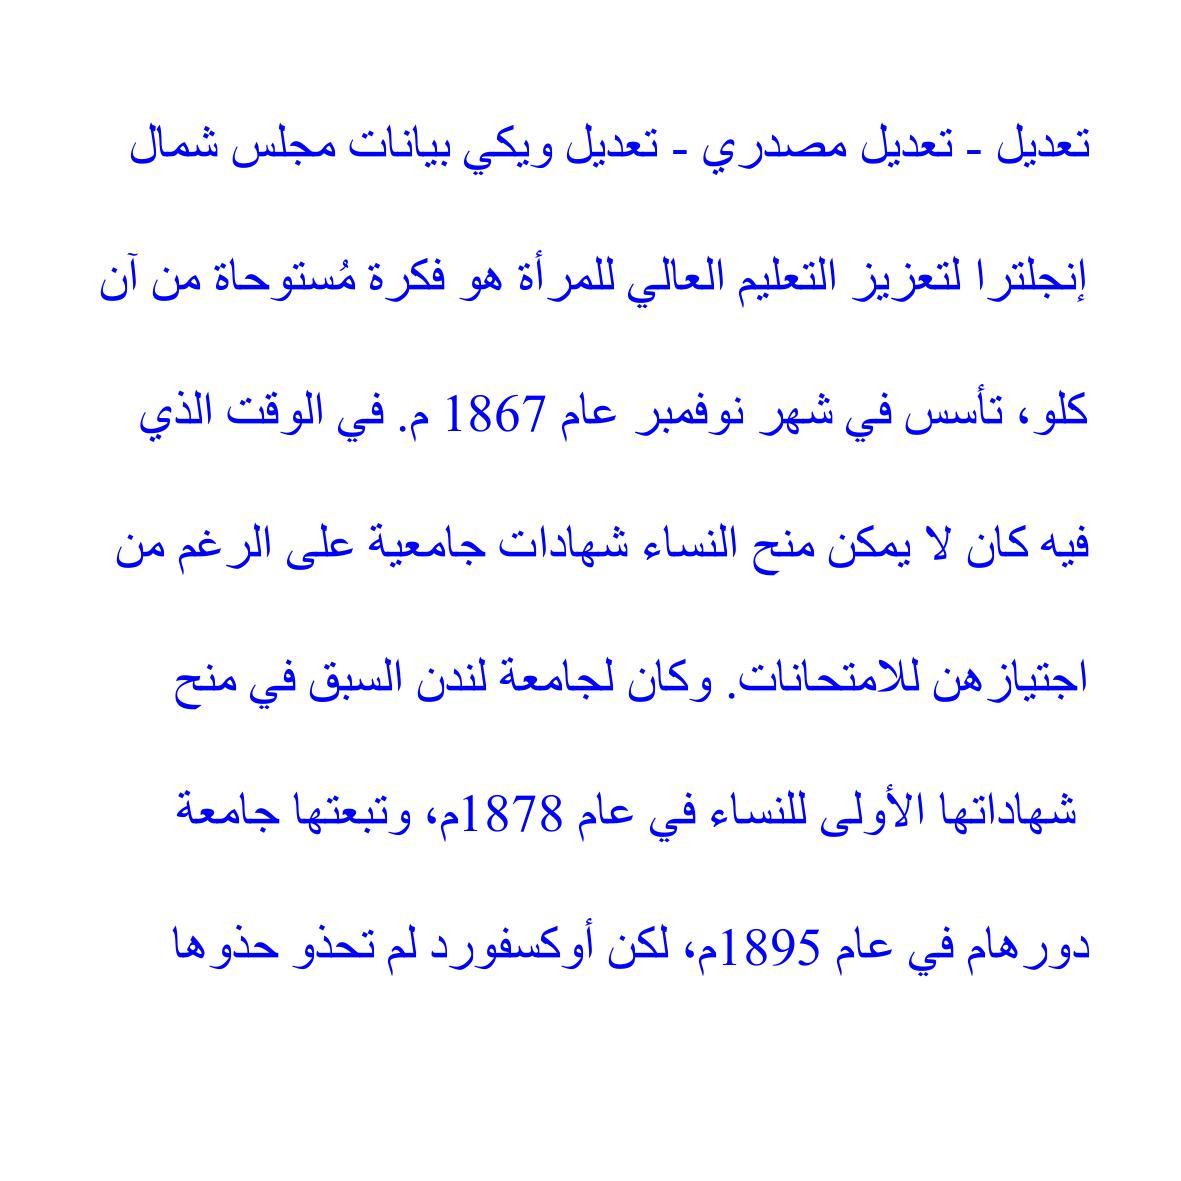 تعديل - تعديل مصدري - تعديل ويكي بيانات مجلس شمال
إنجلترا لتعزيز التعليم العالي للمرأة هو فكرة مُستوحاة من آن
كلو، تأسس في شهر نوفمبر عام 1867 م. في الوقت الذي
فيه كان لا يمكن منح النساء شهادات جامعية على الرغم من
اجتيازهن للامتحانات. وكان لجامعة لندن السبق في منح
شهاداتها الأولى للنساء في عام 1878م، وتبعتها جامعة
دورهام في عام 1895م، لكن أوكسفورد لم تحذو حذوها